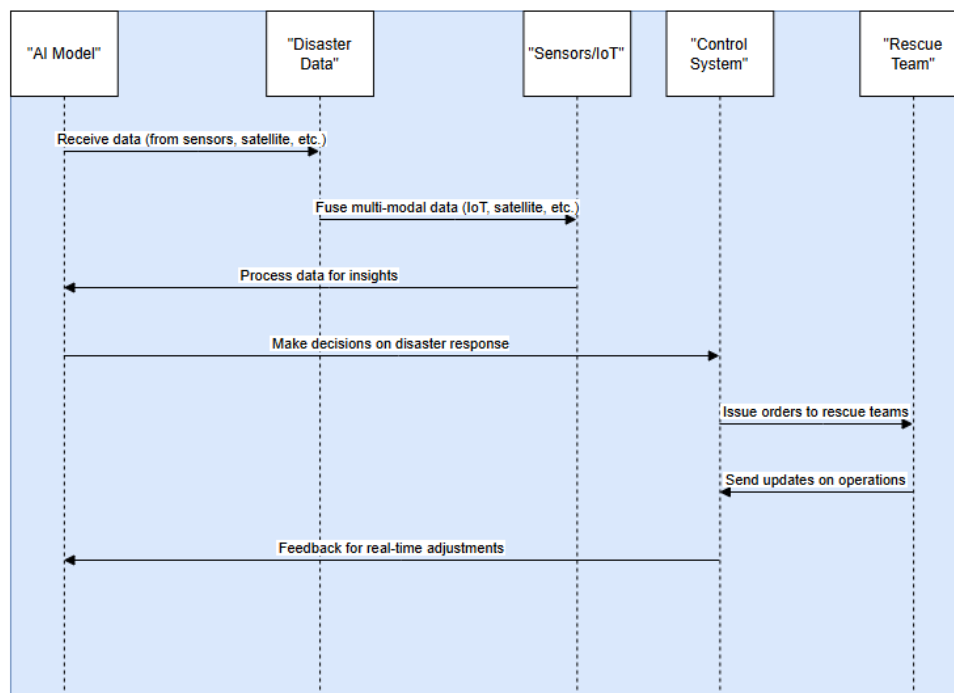 "AI Model"
"Disaster
Data"
"Sensors/IoT"
"Control
System"
"Rescue
Team"
Receive data (from sensors, satellite, etc.)
Fuse multi-modal data (IoT, satellite, etc.)
Process data for insights
Make decisions on disaster response
Issue orders to rescue teams
Send updates on operations
Feedback for real-time adjustments